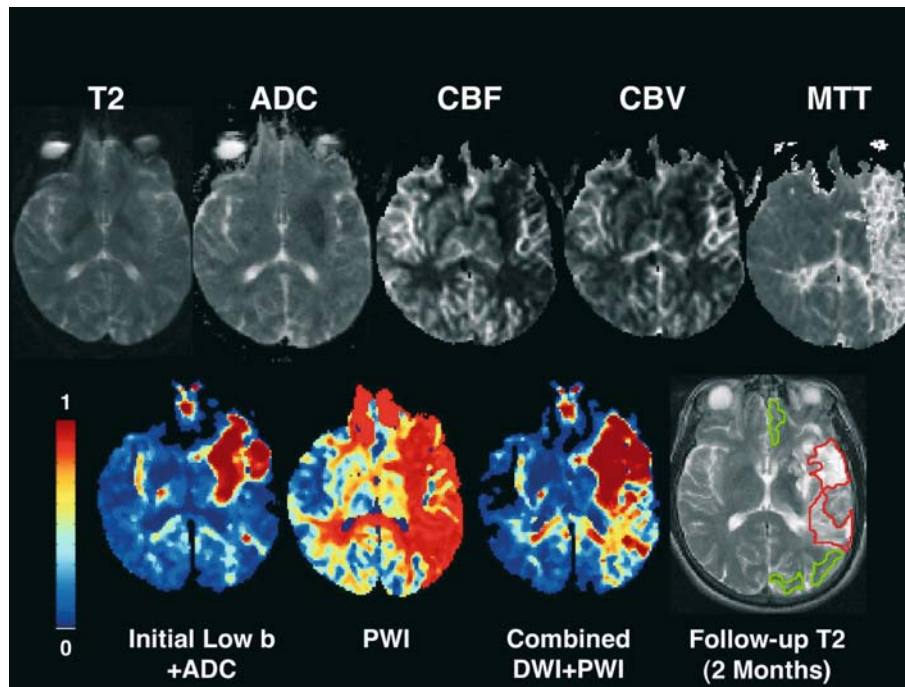 T2 ADC CBF CBV MTT
1
0
Initial Low b
+ADC
PWI
Combined
DWI+PWI
Follow-up T2
(2 Months)